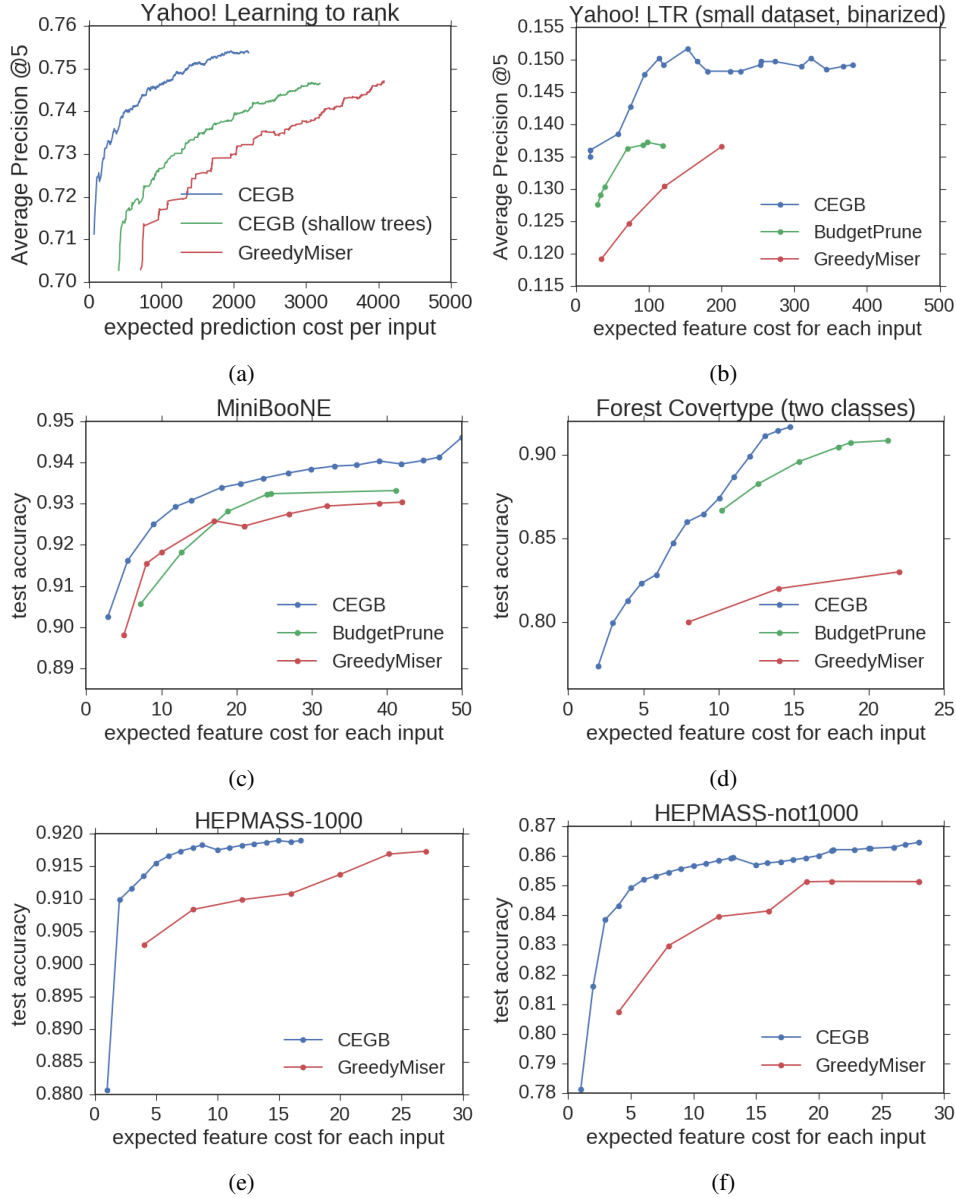 Yahoo! Learning to rank
Average Precision @5
0.76
0.75
0.74
0.73
0.72
0.71
0.70
CEGB
CEGB (shallow trees)
GreedyMiser
0 1000 2000 3000 4000 5000
expected prediction cost per input
(a)
Yahoo! LTR (small dataset, binarized)
Average Precision @5
0.155
0.150
0.145
0.140
0.135
0.130
0.125
0.120
0.115
CEGB
BudgetPrune
GreedyMiser
0 100 200 300 400 500
expected feature cost for each input
(b)
MiniBooNE
test accuracy
0.95
0.94
0.93
0.92
0.91
0.90
0.89
CEGB
BudgetPrune
GreedyMiser
0 10 20 30 40 50
expected feature cost for each input
(c)
Forest Covertype (two classes)
test accuracy
0.90
0.85
0.80
CEGB
BudgetPrune
GreedyMiser
0 5 10 15 20 25
expected feature cost for each input
(d)
HEPMASS-1000
test accuracy
0.920
0.915
0.910
0.905
0.900
0.895
0.890
0.885
0.880
CEGB
GreedyMiser
0 5 10 15 20 25 30
expected feature cost for each input
(e)
HEPMASS-not1000
test accuracy
0.87
0.86
0.85
0.84
0.83
0.82
0.81
0.80
0.79
0.78
CEGB
GreedyMiser
0 5 10 15 20 25 30
expected feature cost for each input
(f)